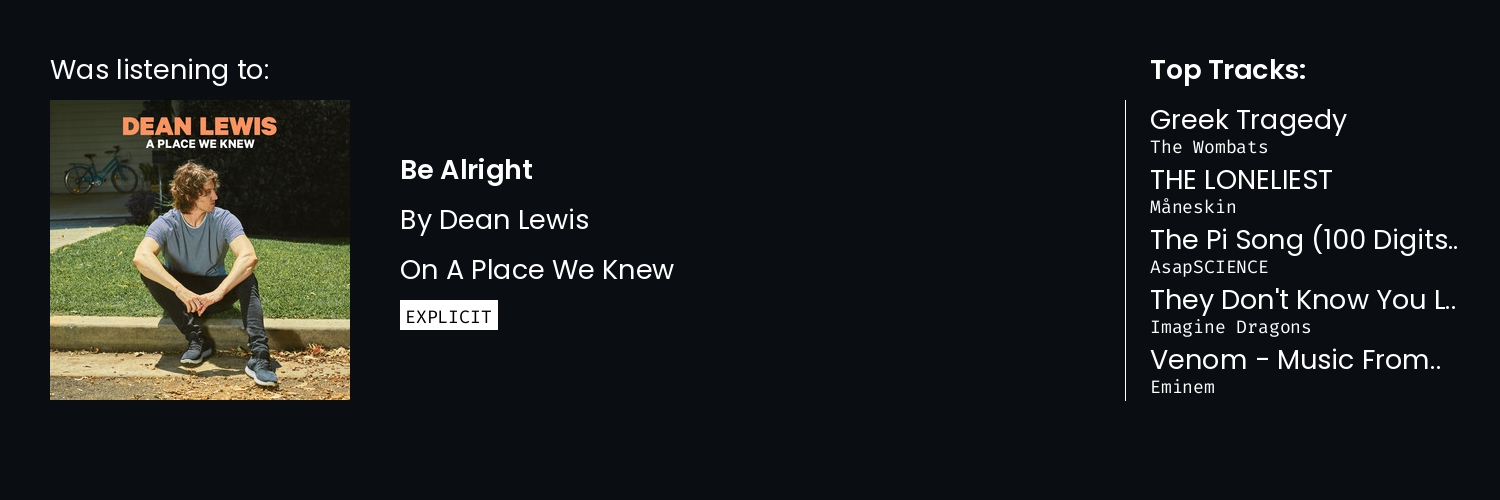 Was listening to:
DEAN LEWIS
A PLACE WE KNEW
Be Alright
By Dean Lewis
On A Place We Knew
EXPLICIT
Top Tracks:
Greek Tragedy
The Wombats
THE LONELIEST
Måneskin
The Pi Song (100 Digits..
AsapSCIENCE
They Don't Know You L..
Imagine Dragons
Venom - Music From..
Eminem